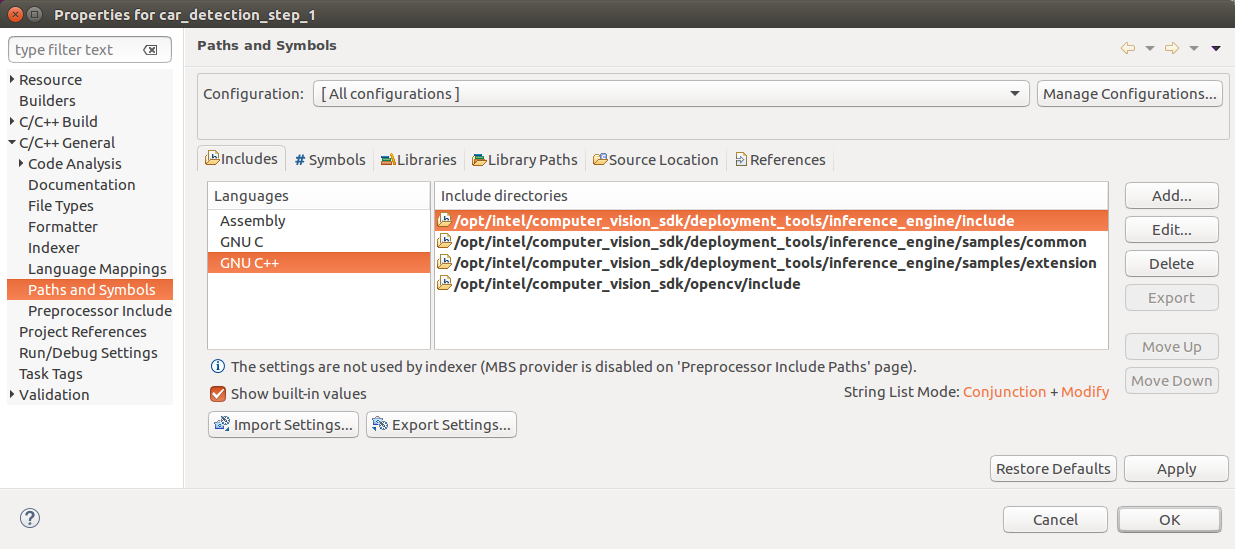 Properties for car_detection_step_1
type filter text
Resource
Builders
C/C++ Build
C/C++ General
Code Analysis
Documentation
File Types
Formatter
Indexer
Language Mappings
Paths and Symbols
Preprocessor Include
Project References
Run/Debug Settings
Task Tags
Validation
Paths and Symbols
Configuration: [ All configurations ] Manage Configurations...
Includes # Symbols Libraries Library Paths Source Location References
Languages
Assembly
GNU C
GNU C++
Include directories
/opt/intel/computer_vision_sdk/deployment_tools/inference_engine/include
/opt/intel/computer_vision_sdk/deployment_tools/inference_engine/samples/common
/opt/intel/computer_vision_sdk/deployment_tools/inference_engine/samples/extension
/opt/intel/computer_vision_sdk/opencv/include
Add...
Edit...
Delete
Export
Move Up
Move Down
The settings are not used by indexer (MBS provider is disabled on 'Preprocessor Include Paths' page).
Show built-in values
String List Mode: Conjunction + Modify
Import Settings... Export Settings...
Restore Defaults Apply
Cancel OK